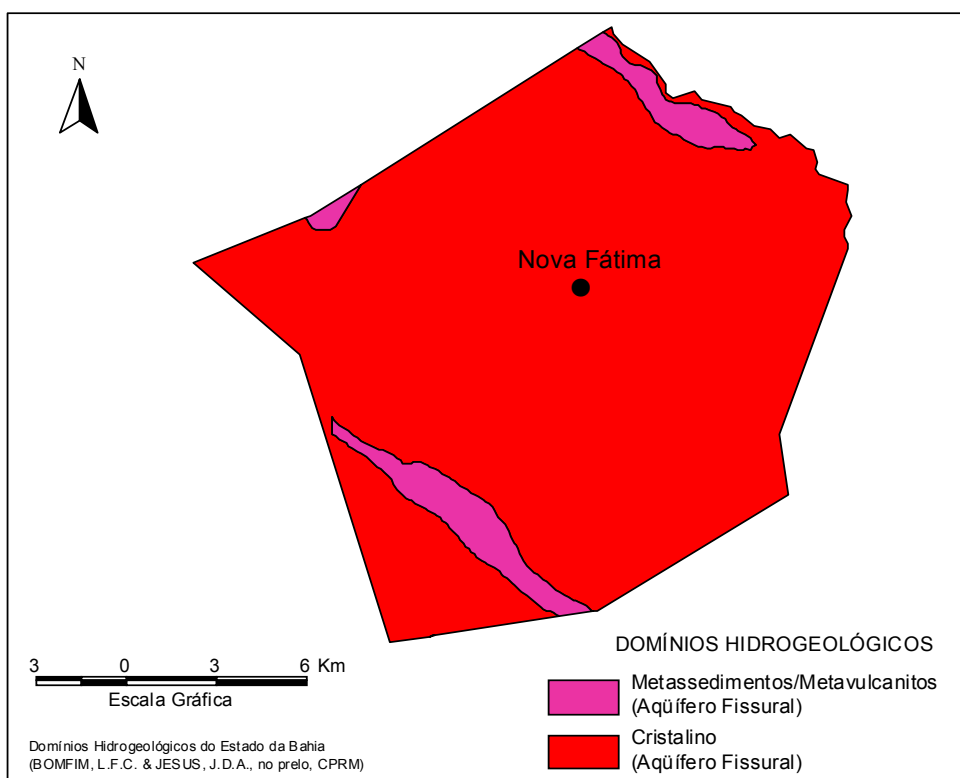 N
Nova Fátima
3 0 3 6 Km
Escala Gráfica
Domínios Hidrogeológicos do Estado da Bahia
(BOMFIM, L.F.C. & JESUS, J.D.A., no prelo, CPRM)
DOMÍNIOS HIDROGEOLÓGICOS
Metassedimentos/Metavulcanitos
(Aqüífero Fissural)
Cristalino
(Aqüífero Fissural)